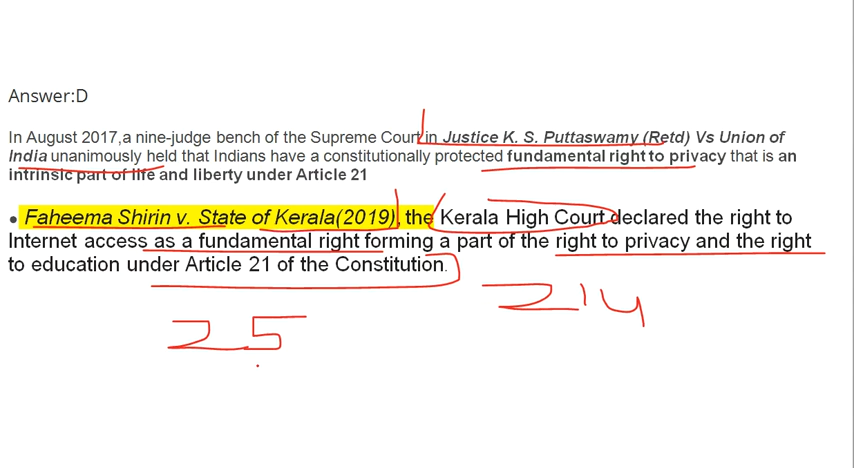 Answer:D
In August 2017,a nine-judge bench of the Supreme Court in Justice K. S. Puttaswamy (Retd) Vs Union of
India unanimously held that Indians have a constitutionally protected fundamental right to privacy that is an
intrinsic part of life and liberty under Article 21
● Faheema Shirin v. State of Kerala(2019), the Kerala High Court declared the right to
Internet access as a fundamental right forming a part of the right to privacy and the right
to education under Article 21 of the Constitution.
214
25